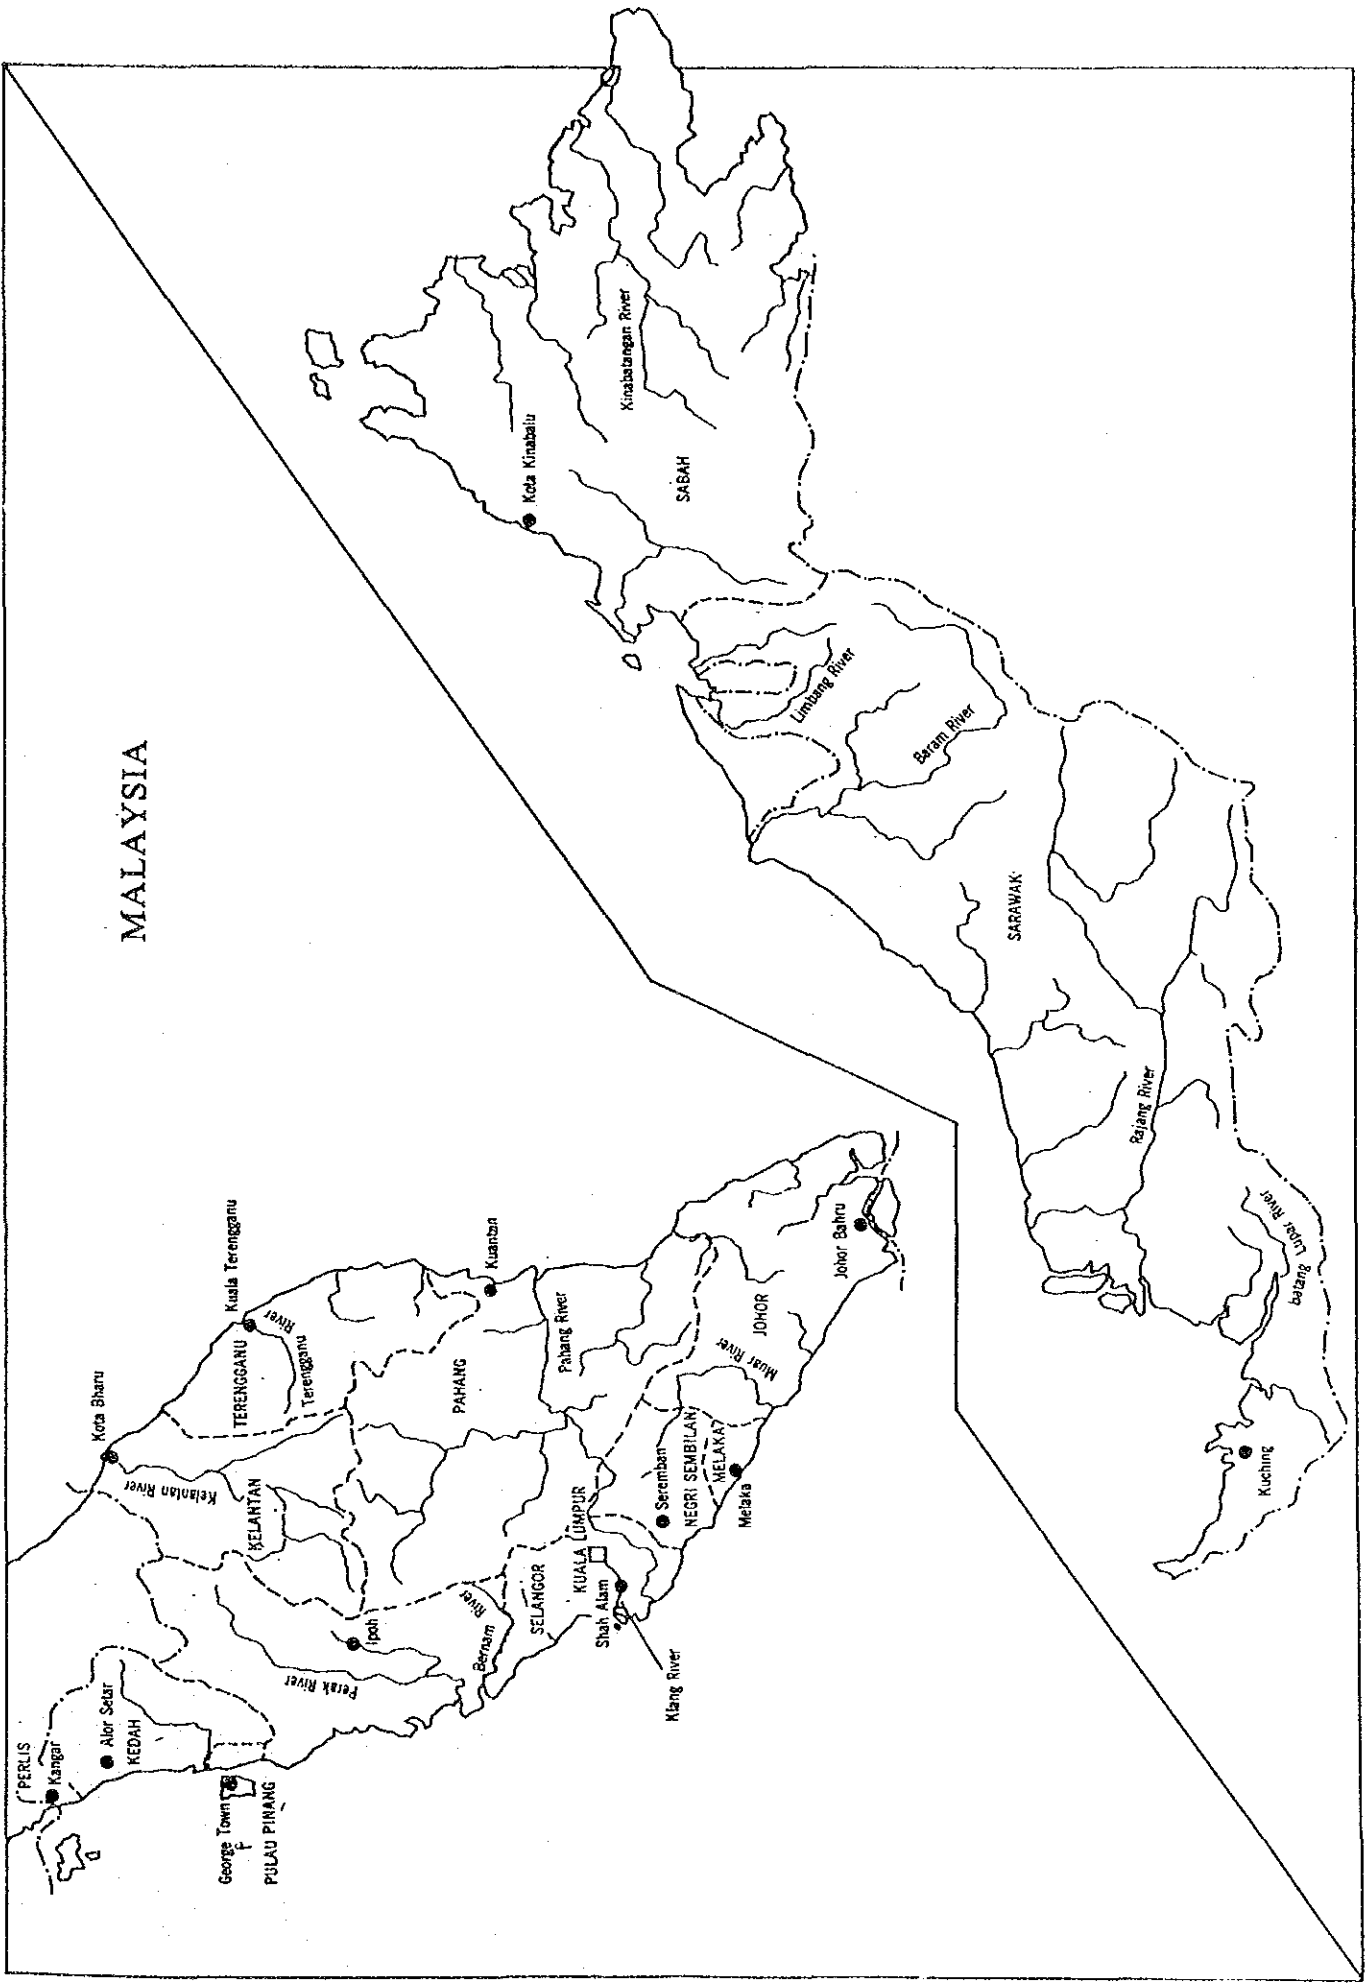 MALAYSIA
PERLIS
Kangar
Alor Setar
KEDAH
George Town
PULAU PINANG
Kota Bharu
Kelantan River
KELANTAN
Kuala Terengganu
TERENGGANU
Terengganu River
Perak River
Ipoh
Bernam River
PAHANG
Kuantan
Pahang River
SELANGOR
KUALA LUMPUR
Shah Alam
Klang River
Seremban
NEGRI SEMBILAN
MELAKA
Melaka
Muar River
JOHOR
Johor Bahru
Kota Kinabalu
Kinabatangan River
SABAH
Limbang River
Baram River
SARAWAK
Rajang River
batang Lupar River
Kuching